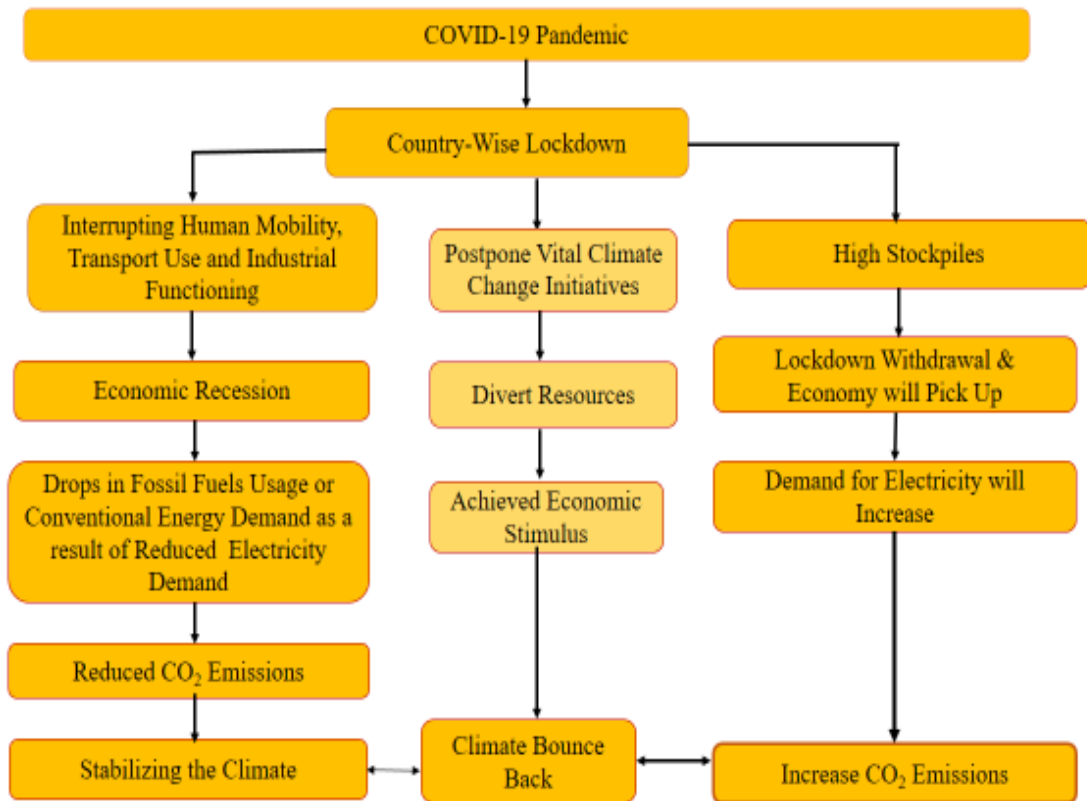 COVID-19 Pandemic
Country-Wise Lockdown
Interrupting Human Mobility,
Transport Use and Industrial
Functioning
Economic Recession
Drops in Fossil Fuels Usage or
Conventional Energy Demand as a
result of Reduced Electricity
Demand
Reduced CO₂ Emissions
Stabilizing the Climate
Postpone Vital Climate
Change Initiatives
Divert Resources
Achieved Economic
Stimulus
Climate Bounce
Back
High Stockpiles
Lockdown Withdrawal &
Economy will Pick Up
Demand for Electricity will
Increase
Increase CO₂ Emissions